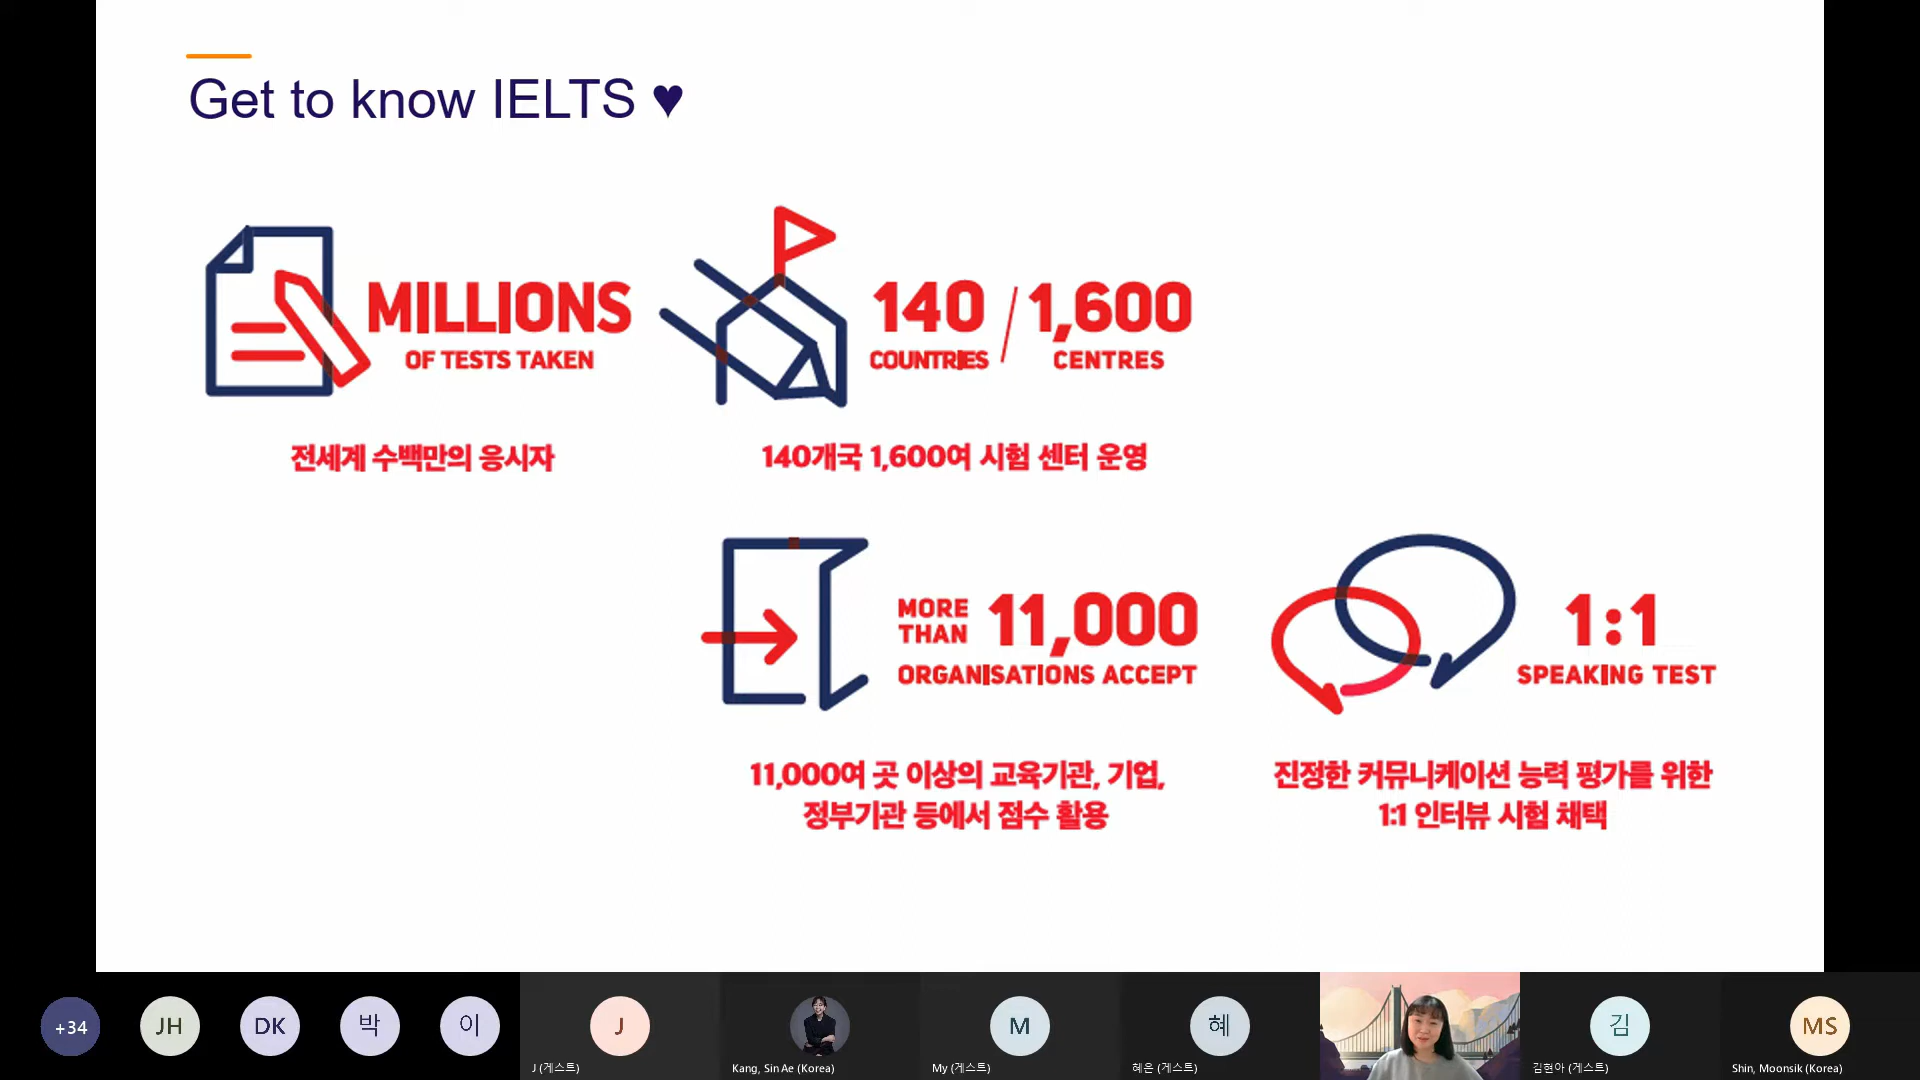 Get to know IELTS ♥
MILLIONS
OF TESTS TAKEN
전세계 수백만의 응시자
140 / 1,600
COUNTRIES CENTRES
140개국 1,600여 시험 센터 운영
MORE THAN 11,000
ORGANISATIONS ACCEPT
11,000여 곳 이상의 교육기관, 기업,
정부기관 등에서 점수 활용
1:1
SPEAKING TEST
진정한 커뮤니케이션 능력 평가를 위한
1:1 인터뷰 시험 채택
+34
JH
DK
박
이
J
J (게스트)
Kang, Sin Ae (Korea)
M
My (게스트)
혜
혜은 (게스트)
김
김현아 (게스트)
MS
Shin, Moonsik (Korea)